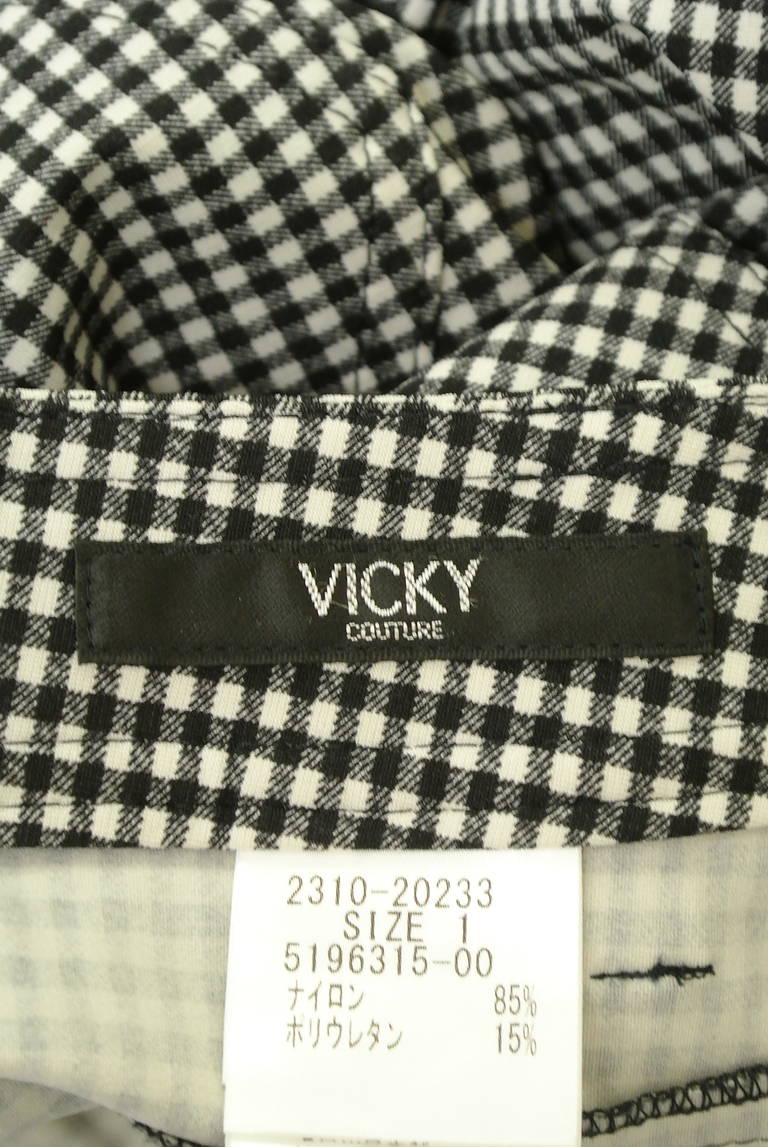 VICKY
COUTURE
2310-20233
SIZE 1
5196315-00
ナイロン 85%
ポリウレタン 15%